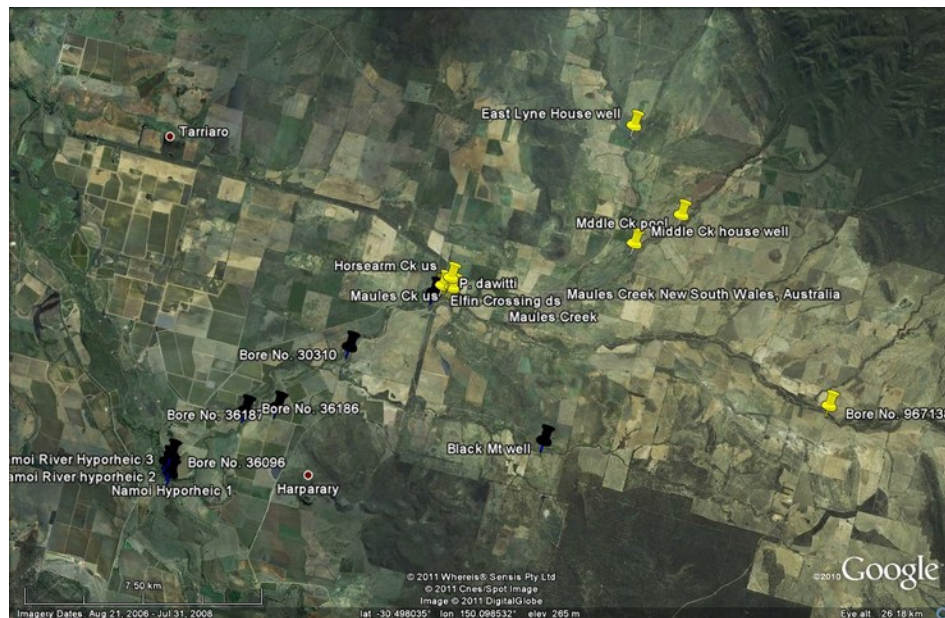 East Lyne House well
Tarriaro
Mddle Ck pool
Middle Ck house well
Horsearm Ck us
P. dawitti
Maules Ck us
Elfin Crossing ds
Maules Creek New South Wales, Australia
Maules Creek
Bore No. 30310
Bore No. 36187
Bore No. 36186
Bore No. 96713
Black Mt well
amoi River Hyporheic 3
Bore No. 36096
amoi River hyporheic 2
Harparary
Namoi Hyporheic 1
7.50 km
© 2011 Whereis® Sensis Pty Ltd
© 2011 Cnes/Spot Image
Image © 2011 DigitalGlobe
©2010 Google
Imagery Dates: Aug 21, 2006 - Jul 31, 2008
lat -30.498035° lon 150.098532° elev 265 m
Eye alt 26.18 km